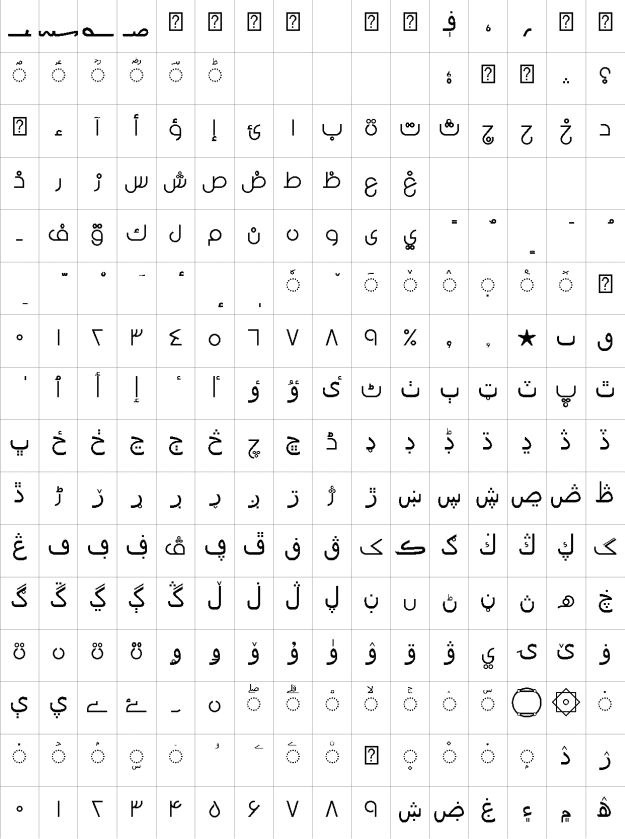 ؀ ؁ ؂ ؃ ؋ ، ؍
ؐ ؑ ؒ ؓ ؔ ؕ ؛ ؞ ؟
ء آ أ ؤ إ ئ ا ب ة ت ث ج ح خ د
ذ ر ز س ش ص ض ط ظ ع غ
ـ ف ق ك ل م ن ه و ى ي ً ٌ ٍ َ ُ
ِ ّ ْ ٓ ٔ ٕ ٖ ٗ ٘ ٙ ٚ ٛ ٜ ٝ ٞ
٠ ١ ٢ ٣ ٤ ٥ ٦ ٧ ٨ ٩ ٪ ٫ ٬ ٭ ٮ ٯ
ٰ ٱ ٲ ٳ ٴ ٵ ٶ ٷ ٸ ٹ ٺ ٻ ټ ٽ پ ٿ
ڀ ځ ڂ ڃ ڄ څ چ ڇ ڈ ډ ڊ ڋ ڌ ڍ ڎ ڏ
ڐ ڑ ڒ ړ ڔ ڕ ږ ڗ ژ ڙ ښ ڛ ڜ ڝ ڞ ڟ
ڠ ڡ ڢ ڣ ڤ ڥ ڦ ڧ ڨ ک ڪ ګ ڬ ڭ ڮ گ
ڰ ڱ ڲ ڳ ڴ ڵ ڶ ڷ ڸ ڹ ں ڻ ڼ ڽ ھ ڿ
ۀ ہ ۂ ۃ ۄ ۅ ۆ ۇ ۈ ۉ ۊ ۋ ی ۍ ێ ۏ
ې ۑ ے ۓ ۔ ە ۖ ۗ ۘ ۙ ۚ ۛ ۜ ۝ ۞ ۟
۠ ۡ ۢ ۣ ۤ ۥ ۦ ۧ ۨ ۪ ۫ ۬ ۭ ۮ ۯ
۰ ۱ ۲ ۳ ۴ ۵ ۶ ۷ ۸ ۹ ۺ ۻ ۼ ۽ ۾ ۿ